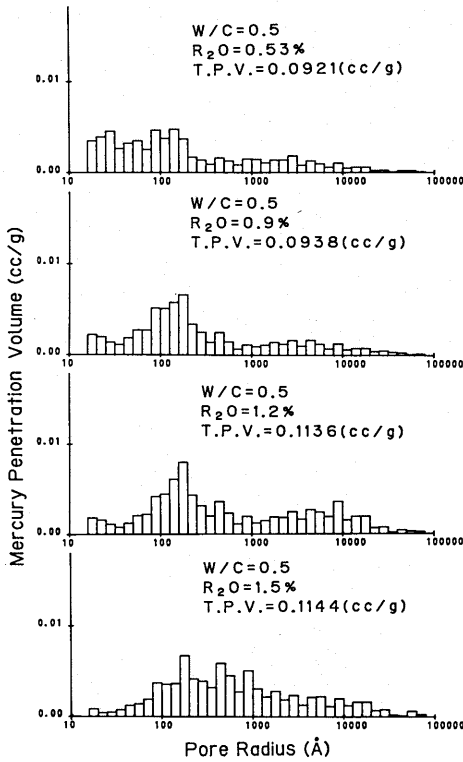 W/C=0.5
R₂O=0.53%
T.P.V.=0.0921(cc/g)
0.01
0.00
10 100 1000 10000 100000
W/C=0.5
R₂O=0.9%
T.P.V.=0.0938(cc/g)
0.01
0.00
10 100 1000 10000 100000
W/C=0.5
R₂O=1.2%
T.P.V.=0.1136(cc/g)
0.01
0.00
10 100 1000 10000 100000
W/C=0.5
R₂O=1.5%
T.P.V.=0.1144(cc/g)
0.01
0.00
10 100 1000 10000 100000
Mercury Penetration Volume (cc/g)
Pore Radius (Å)